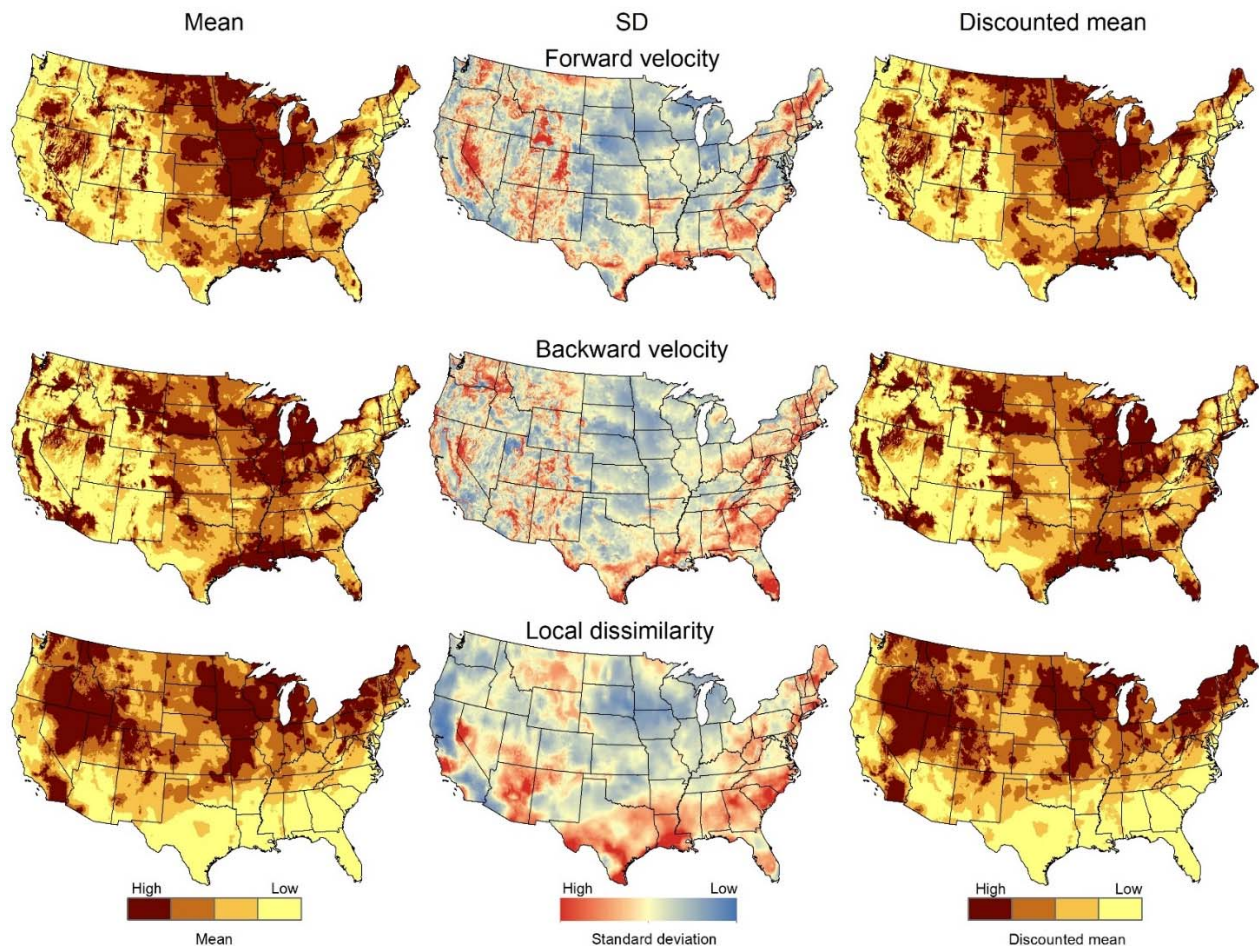 Mean
SD
Discounted mean
Forward velocity
Backward velocity
Local dissimilarity
High Low
Mean
High Low
Standard deviation
High Low
Discounted mean